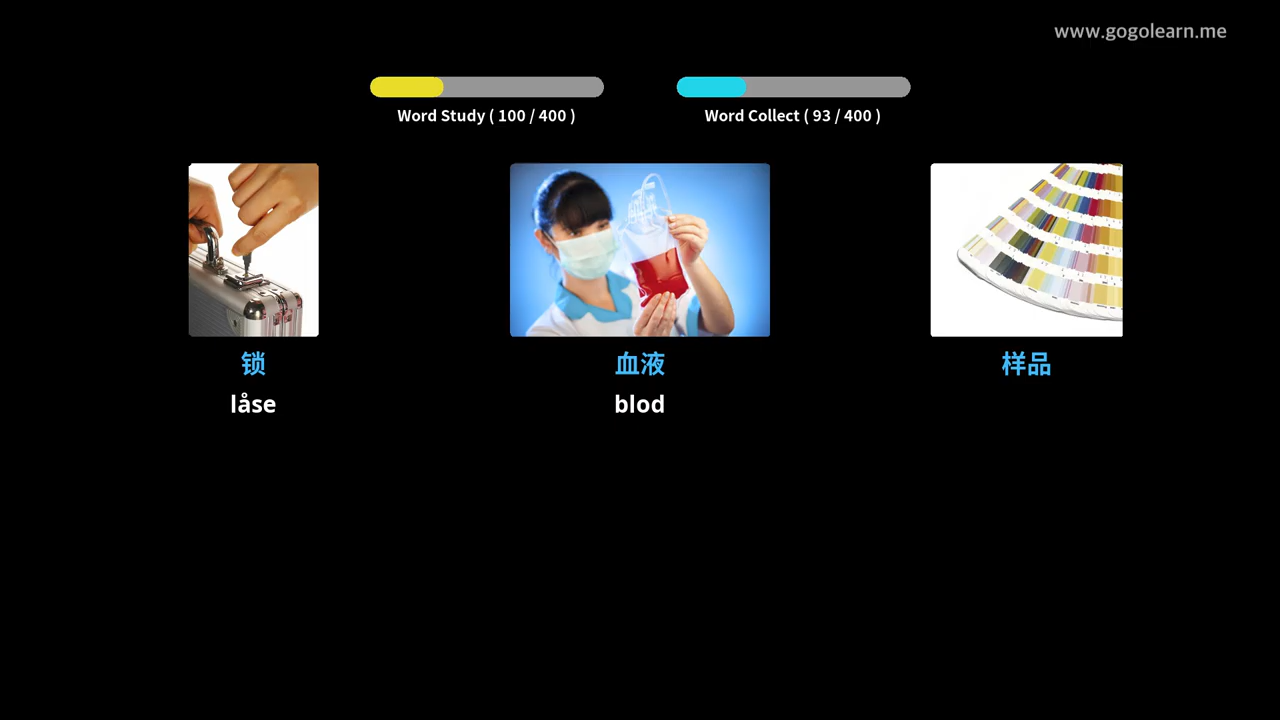 www.gogolearn.me
Word Study ( 100 / 400 )
Word Collect ( 93 / 400 )
锁
血液
样品
låse
blod